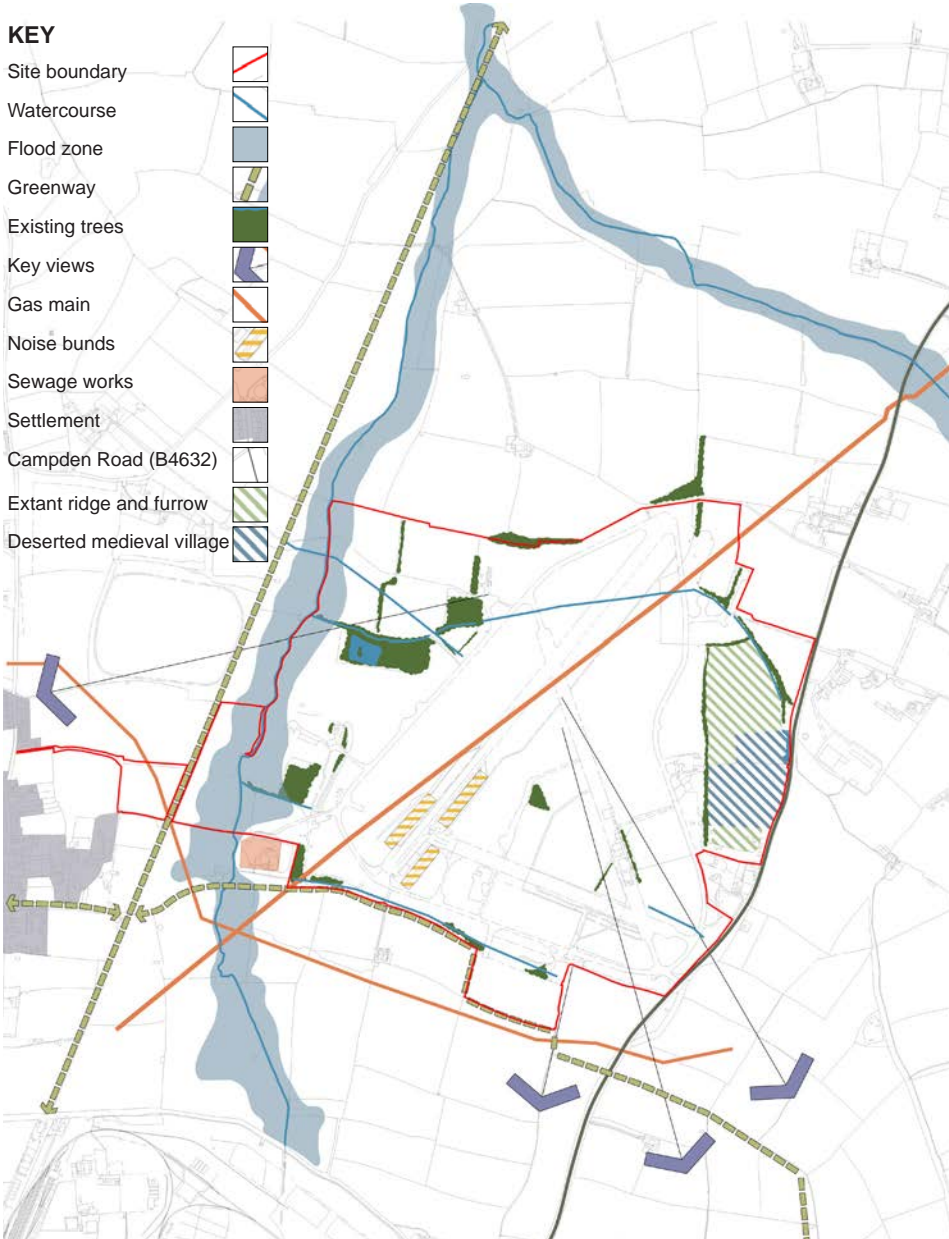 KEY
Site boundary
Watercourse
Flood zone
Greenway
Existing trees
Key views
Gas main
Noise bunds
Sewage works
Settlement
Campden Road (B4632)
Extant ridge and furrow
Deserted medieval village